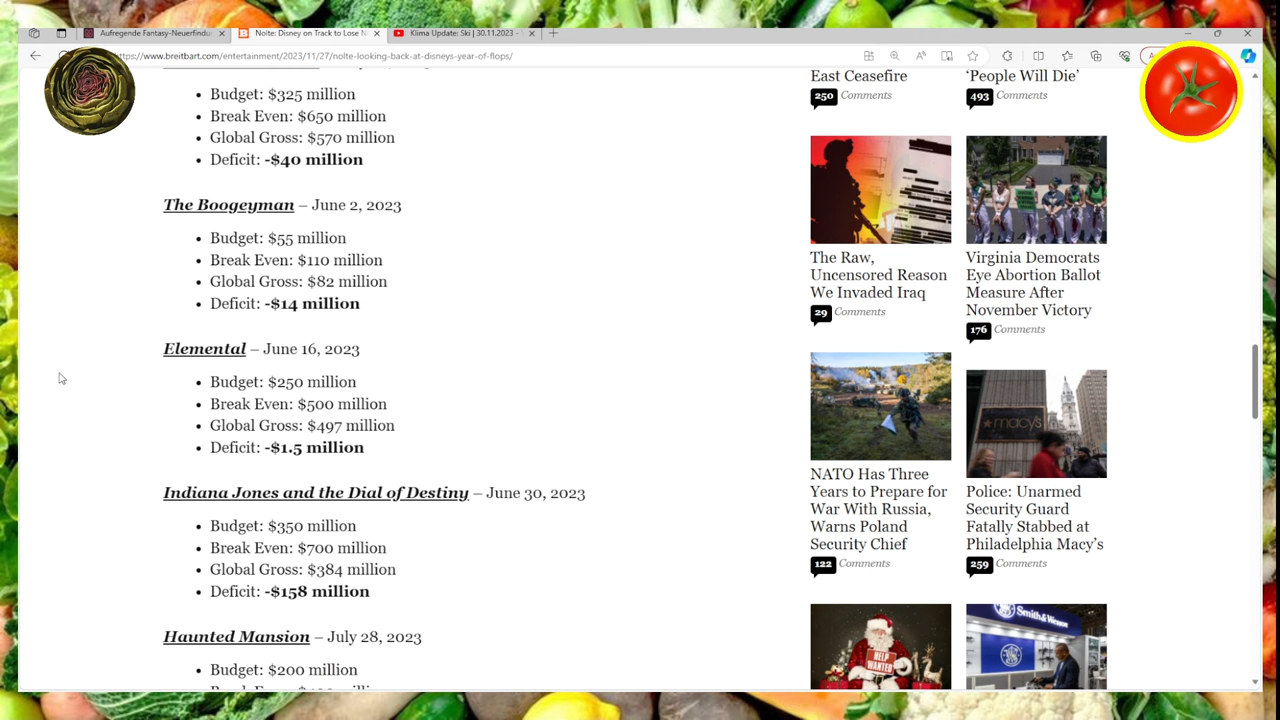 Aufregende Fantasy-Neuerfindu
Nolte: Disney on Track to Lose N
Klima Update: Ski | 30.11.2023 -
https://www.breitbart.com/entertainment/2023/11/27/nolte-looking-back-at-disneys-year-of-flops/
Budget: $325 million
Break Even: $650 million
Global Gross: $570 million
Deficit: -$40 million
The Boogeyman – June 2, 2023
Budget: $55 million
Break Even: $110 million
Global Gross: $82 million
Deficit: -$14 million
Elemental – June 16, 2023
Budget: $250 million
Break Even: $500 million
Global Gross: $497 million
Deficit: -$1.5 million
Indiana Jones and the Dial of Destiny – June 30, 2023
Budget: $350 million
Break Even: $700 million
Global Gross: $384 million
Deficit: -$158 million
Haunted Mansion – July 28, 2023
Budget: $200 million
East Ceasefire
250 Comments
‘People Will Die’
493 Comments
The Raw,
Uncensored Reason
We Invaded Iraq
29 Comments
Virginia Democrats
Eye Abortion Ballot
Measure After
November Victory
176 Comments
NATO Has Three
Years to Prepare for
War With Russia,
Warns Poland
Security Chief
122 Comments
macy's
Police: Unarmed
Security Guard
Fatally Stabbed at
Philadelphia Macy’s
259 Comments
HELP
WANTED
Smith & Wesson